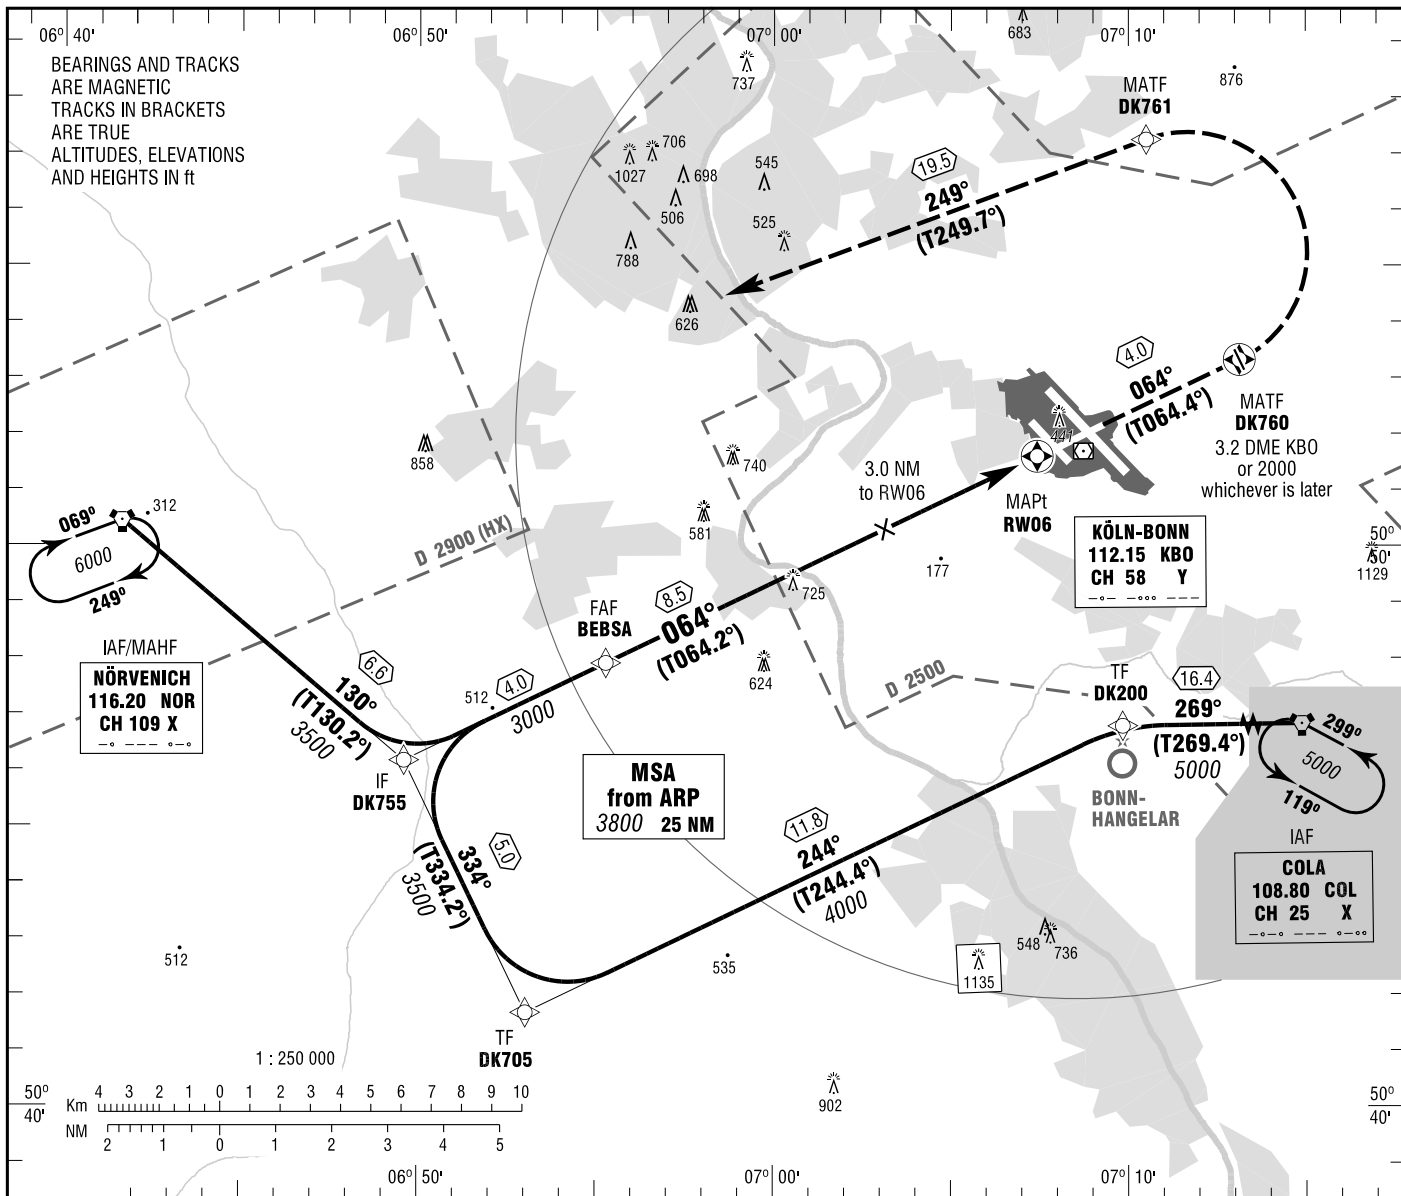 06° 40'
06° 50'
07° 00'
07° 10'
BEARINGS AND TRACKS
ARE MAGNETIC
TRACKS IN BRACKETS
ARE TRUE
ALTITUDES, ELEVATIONS
AND HEIGHTS IN ft
683
737
876
MATF
DK761
706
1027
698
506
545
525
788
19.5
249°
(T249.7°)
626
4.0
064°
(T064.4°)
MATF
DK760
3.2 DME KBO
or 2000
whichever is later
441
858
740
3.0 NM
to RW06
MAPt
RW06
312
069°
6000
249°
D 2900 (HX)
581
177
KÖLN-BONN
112.15 KBO
CH 58 Y
50°
50'
1129
725
FAF
BEBSA
8.5
064°
(T064.2°)
IAF/MAHF
NÖRVENICH
116.20 NOR
CH 109 X
6.6
130°
(T130.2°)
3500
512
4.0
3000
624
D 2500
TF
DK200
16.4
269°
(T269.4°)
5000
299°
5000
119°
IF
DK755
MSA
from ARP
3800 25 NM
BONN-
HANGELAR
IAF
COLA
108.80 COL
CH 25 X
5.0
334°
(T334.2°)
3500
11.8
244°
(T244.4°)
4000
512
535
548
736
1135
TF
DK705
1 : 250 000
902
50°
40'
50°
40'
Km
4 3 2 1 0 1 2 3 4 5 6 7 8 9 10
NM
2 1 0 1 2 3 4 5
06° 50'
07° 00'
07° 10'